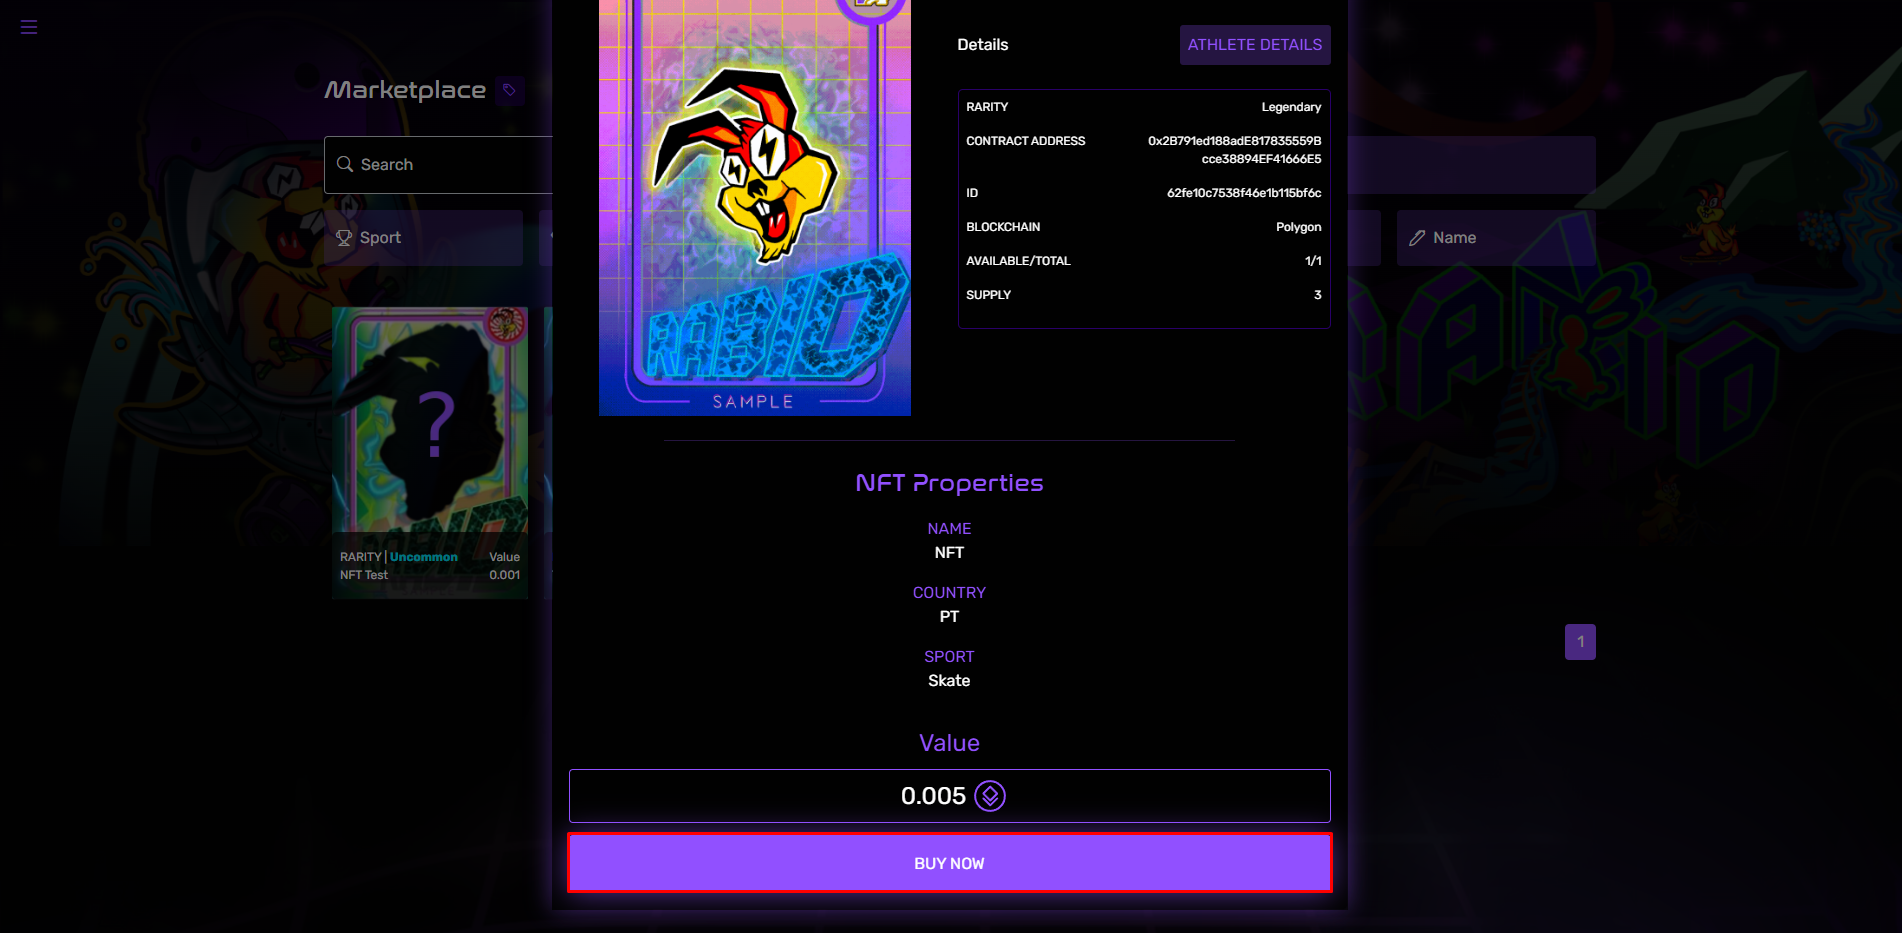 Marketplace
Search
Sport
Name
?
RARITY | Uncommon
Value
NFT Test
0.001
RABID
SAMPLE
Details
ATHLETE DETAILS
RARITY
Legendary
CONTRACT ADDRESS
0x2B791ed188adE817835559B
cce38894EF41666E5
ID
62fe10c7538f46e1b115bf6c
BLOCKCHAIN
Polygon
AVAILABLE/TOTAL
1/1
SUPPLY
3
NFT Properties
NAME
NFT
COUNTRY
PT
SPORT
Skate
Value
0.005
BUY NOW
1